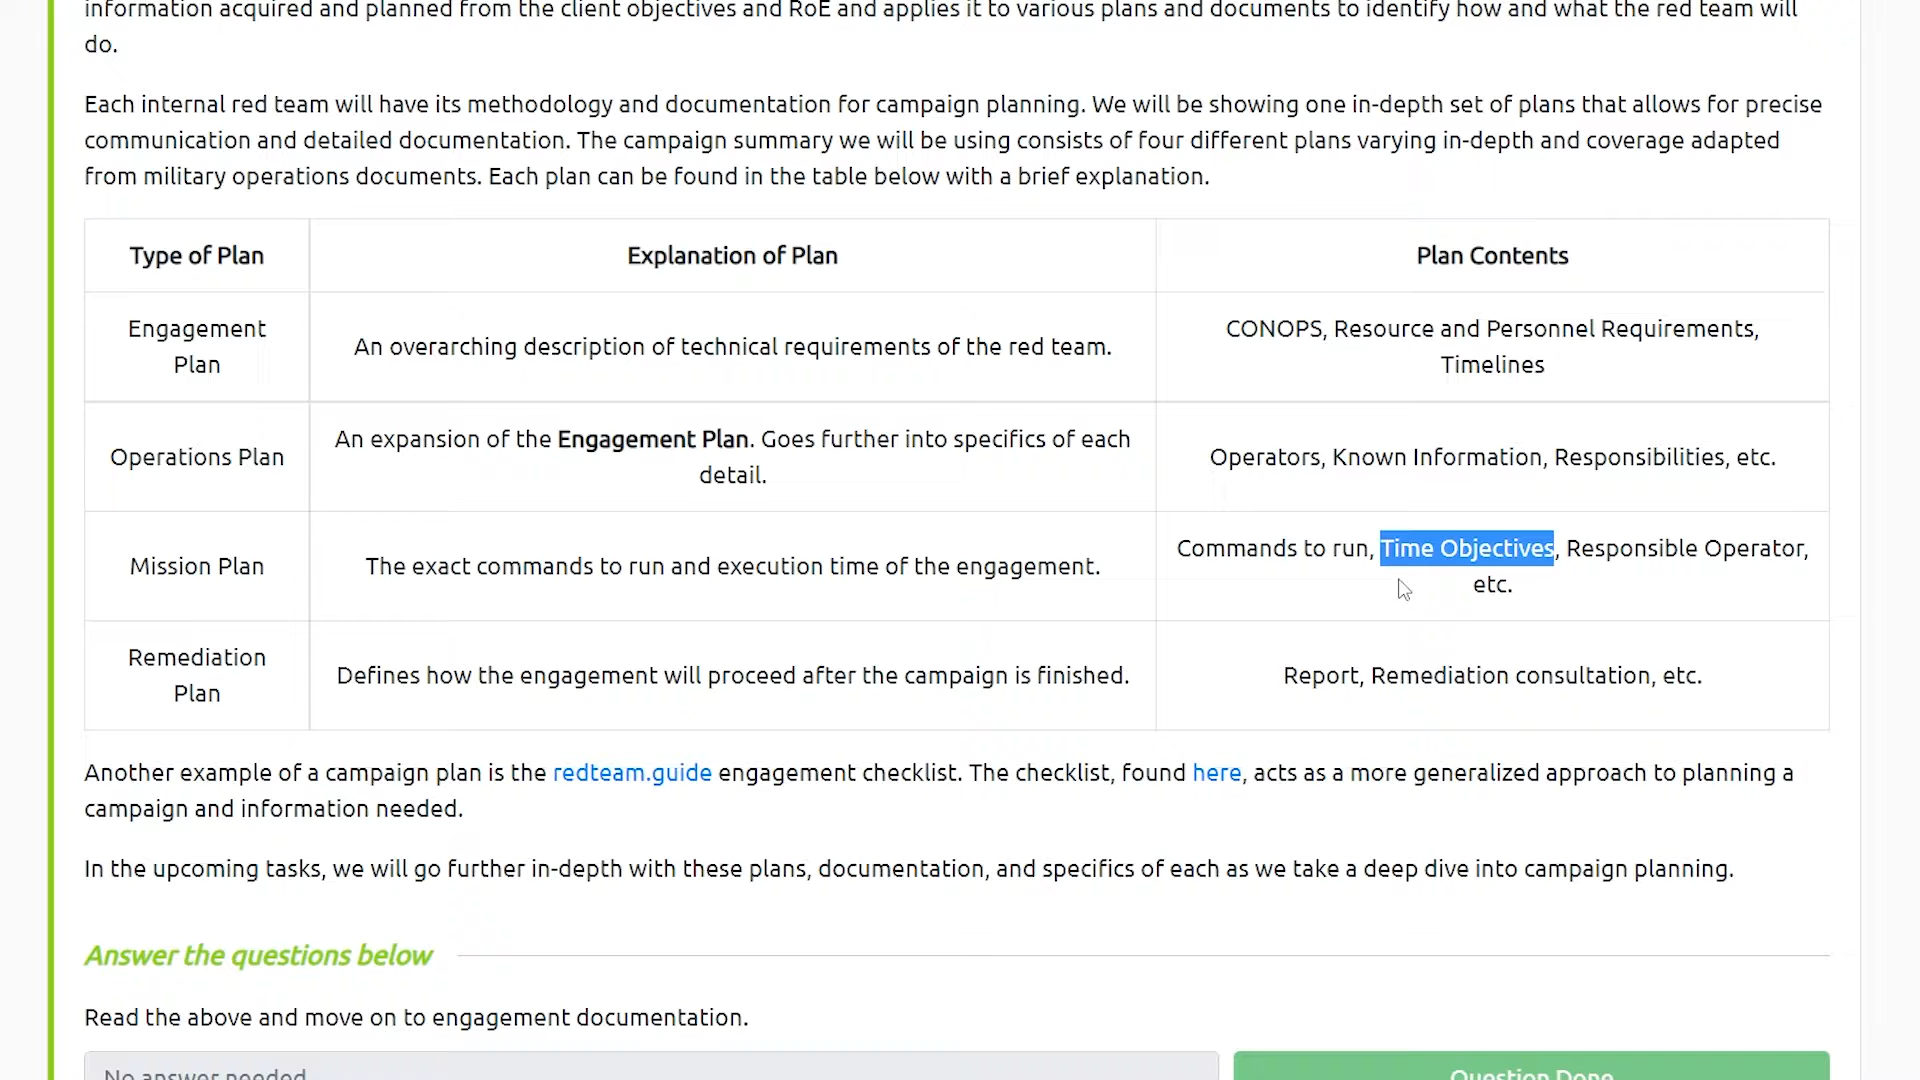 information acquired and planned from the client objectives and RoE and applies it to various plans and documents to identify how and what the red team will
do.
Each internal red team will have its methodology and documentation for campaign planning. We will be showing one in-depth set of plans that allows for precise
communication and detailed documentation. The campaign summary we will be using consists of four different plans varying in-depth and coverage adapted
from military operations documents. Each plan can be found in the table below with a brief explanation.
Type of Plan
Explanation of Plan
Plan Contents
Engagement
Plan
An overarching description of technical requirements of the red team.
CONOPS, Resource and Personnel Requirements,
Timelines
Operations Plan
An expansion of the Engagement Plan. Goes further into specifics of each
detail.
Operators, Known Information, Responsibilities, etc.
Mission Plan
The exact commands to run and execution time of the engagement.
Commands to run, Time Objectives, Responsible Operator,
etc.
Remediation
Plan
Defines how the engagement will proceed after the campaign is finished.
Report, Remediation consultation, etc.
Another example of a campaign plan is the redteam.guide engagement checklist. The checklist, found here, acts as a more generalized approach to planning a
campaign and information needed.
In the upcoming tasks, we will go further in-depth with these plans, documentation, and specifics of each as we take a deep dive into campaign planning.
Answer the questions below
Read the above and move on to engagement documentation.
No answer needed
Question Done